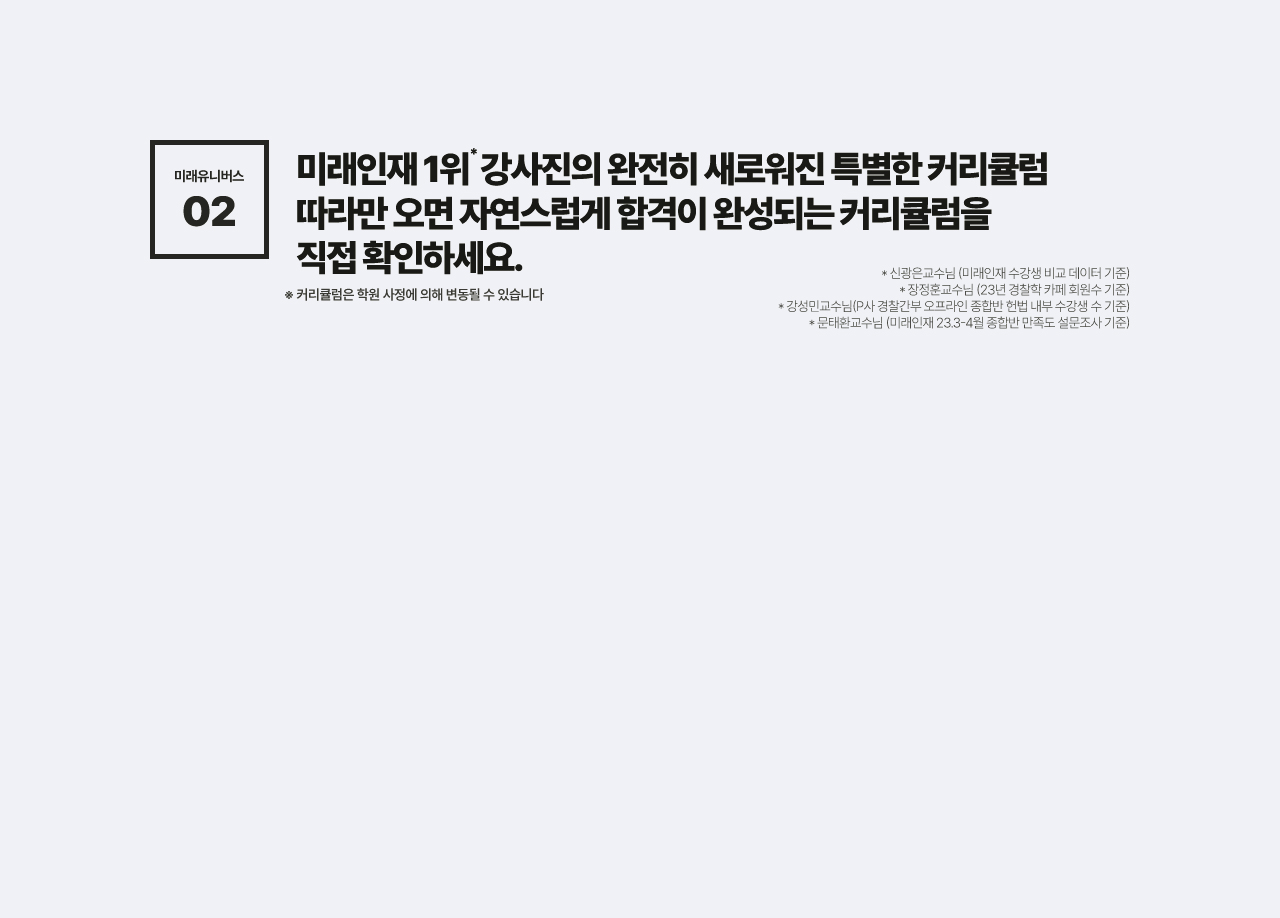 미래유니버스
02
미래인재 1위* 강사진의 완전히 새로워진 특별한 커리큘럼
따라만 오면 자연스럽게 합격이 완성되는 커리큘럼을
직접 확인하세요.
※ 커리큘럼은 학원 사정에 의해 변동될 수 있습니다
* 신광은교수님 (미래인재 수강생 비교 데이터 기준)
* 장정훈교수님 (23년 경찰학 카페 회원수 기준)
* 강성민교수님(P사 경찰간부 오프라인 종합반 헌법 내부 수강생 수 기준)
* 문태환교수님 (미래인재 23.3-4월 종합반 만족도 설문조사 기준)